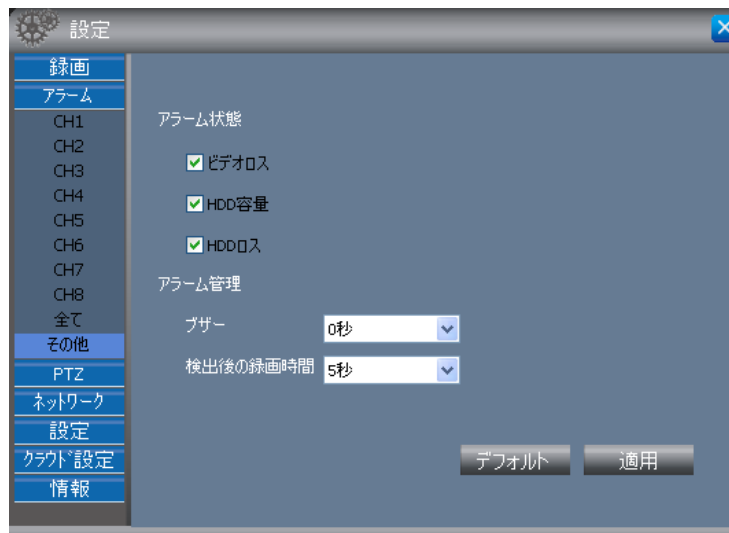 設定
録画
アラーム
CH1
CH2
CH3
CH4
CH5
CH6
CH7
CH8
全て
その他
PTZ
ネットワーク
設定
クラウド設定
情報
アラーム状態
ビデオロス
HDD容量
HDDロス
アラーム管理
ブザー 0秒
検出後の録画時間 5秒
デフォルト 適用